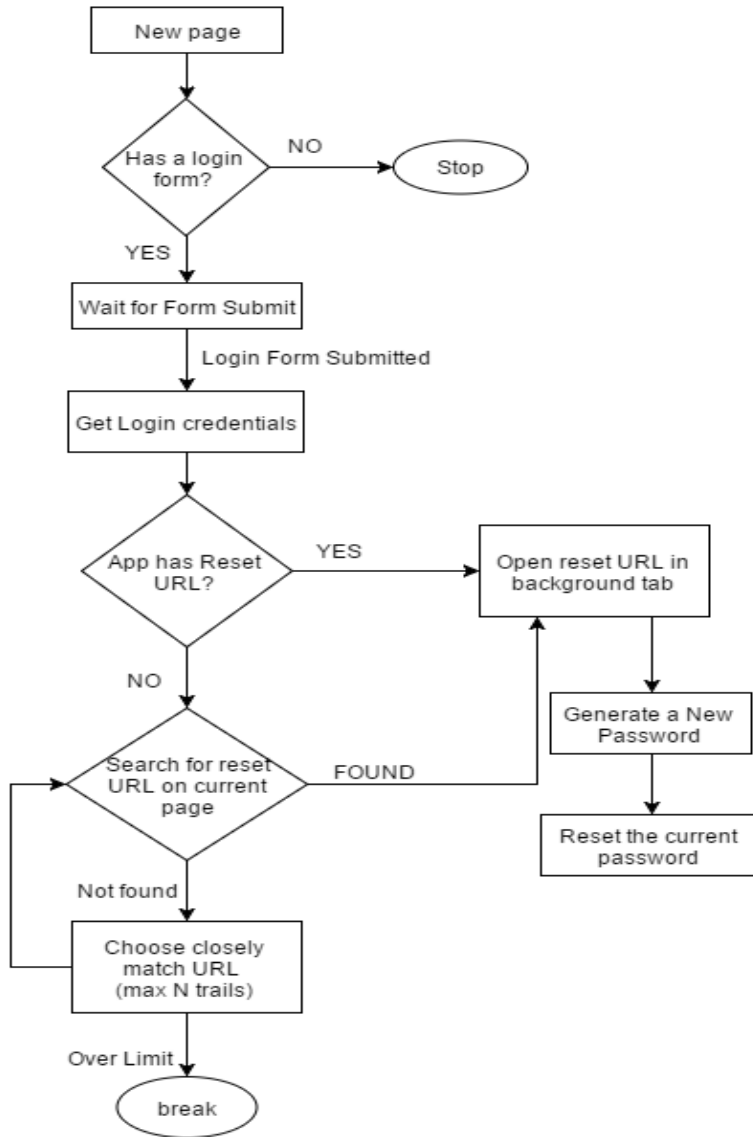 New page
Has a login
form?
NO
Stop
YES
Wait for Form Submit
Login Form Submitted
Get Login credentials
App has Reset
URL?
YES
Open reset URL in
background tab
NO
Generate a New
Password
Search for reset
URL on current
page
FOUND
Reset the current
password
Not found
Choose closely
match URL
(max N trails)
Over Limit
break